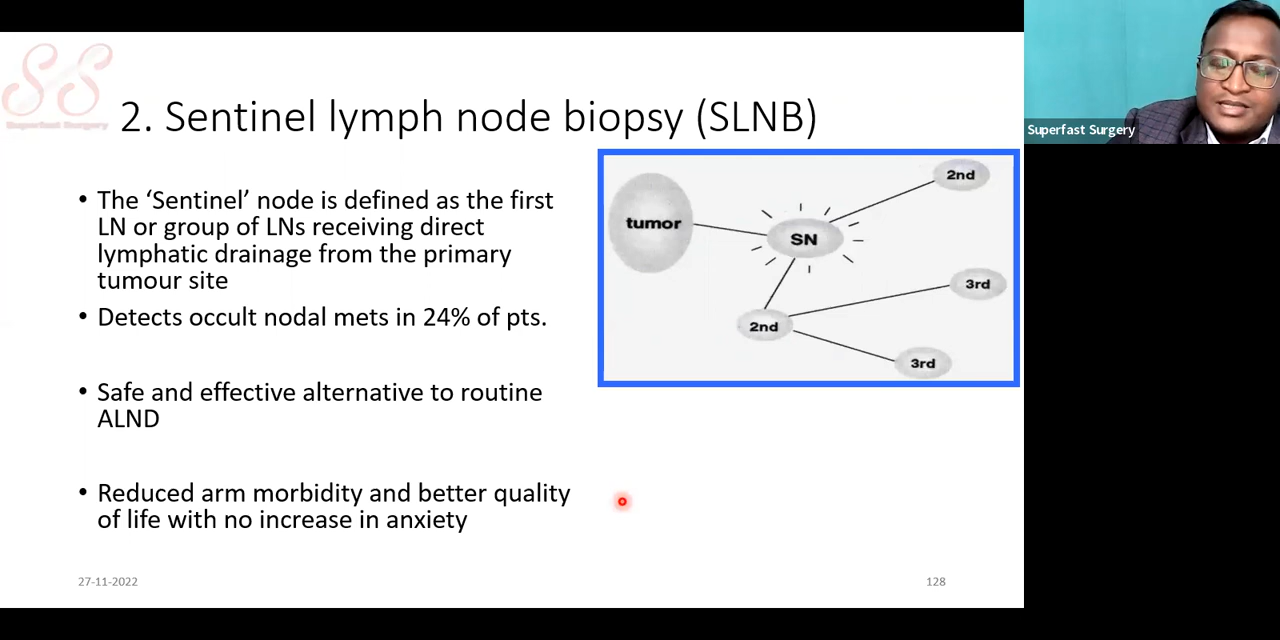 SS
Superfast Surgery
2. Sentinel lymph node biopsy (SLNB)
• The ‘Sentinel’ node is defined as the first
LN or group of LNs receiving direct
lymphatic drainage from the primary
tumour site
• Detects occult nodal mets in 24% of pts.
• Safe and effective alternative to routine
ALND
• Reduced arm morbidity and better quality
of life with no increase in anxiety
tumor
SN
2nd
2nd
3rd
3rd
27-11-2022
128
Superfast Surgery